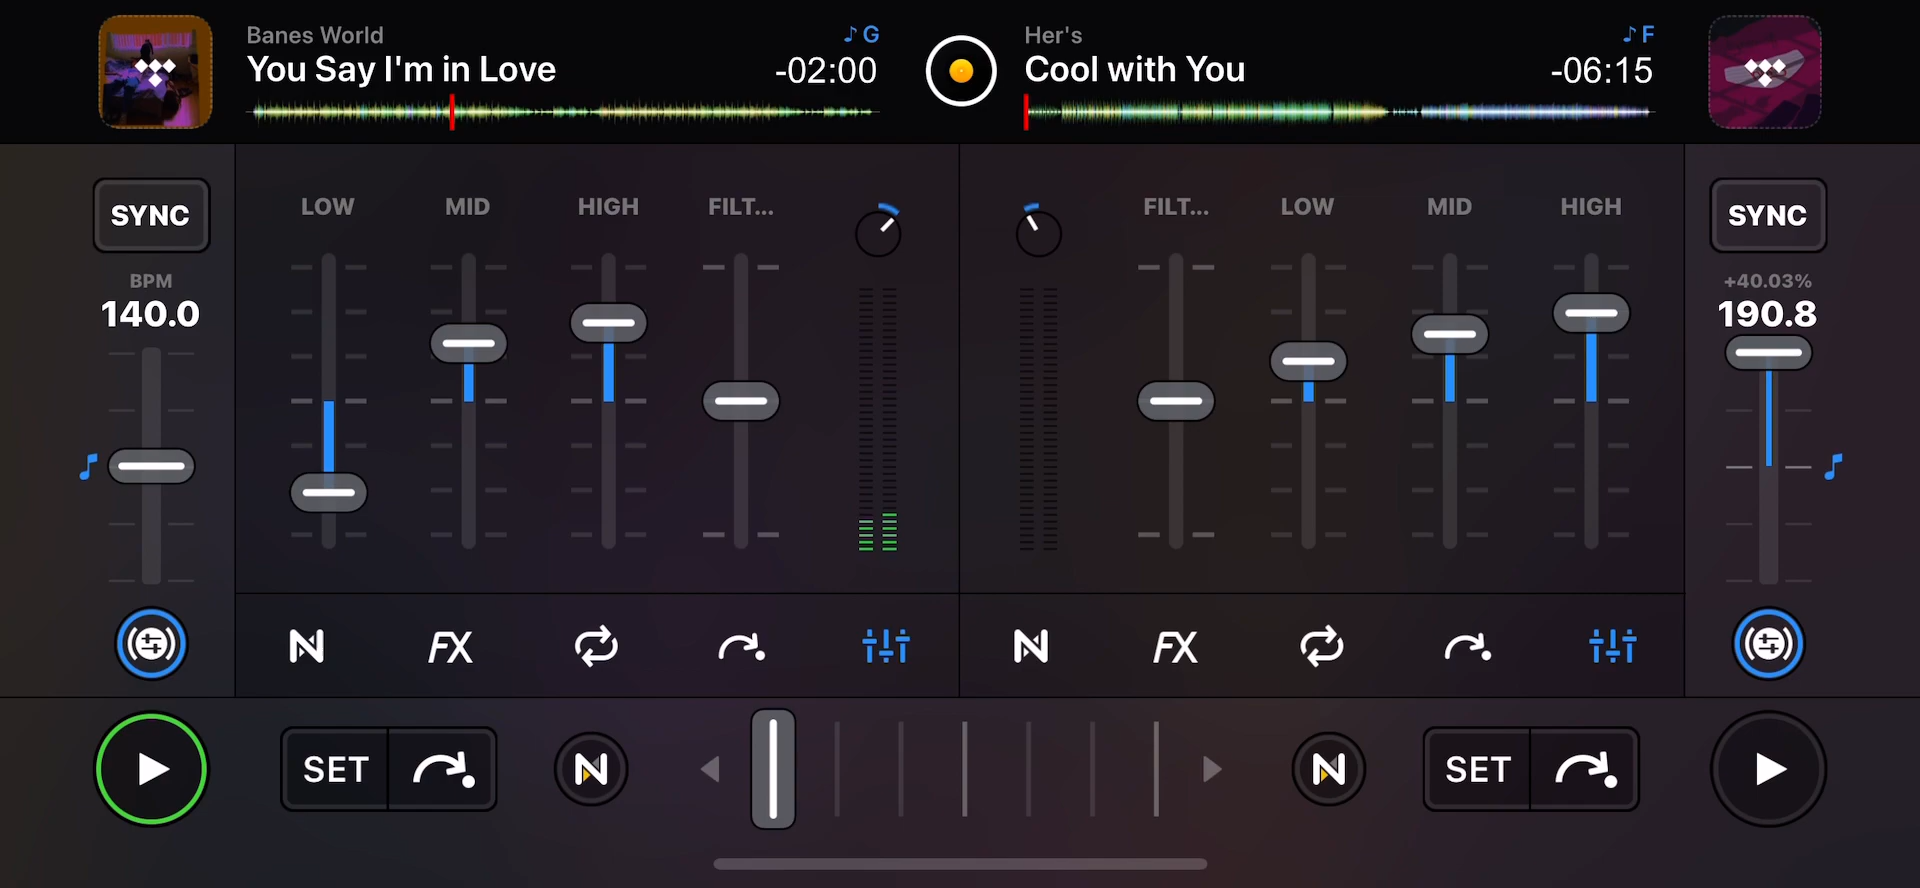 Banes World
G
You Say I'm in Love
-02:00
Her's
F
Cool with You
-06:15
SYNC
BPM
140.0
LOW
MID
HIGH
FILT...
FILT...
LOW
MID
HIGH
SYNC
+40.03%
190.8
FX
FX
SET
SET